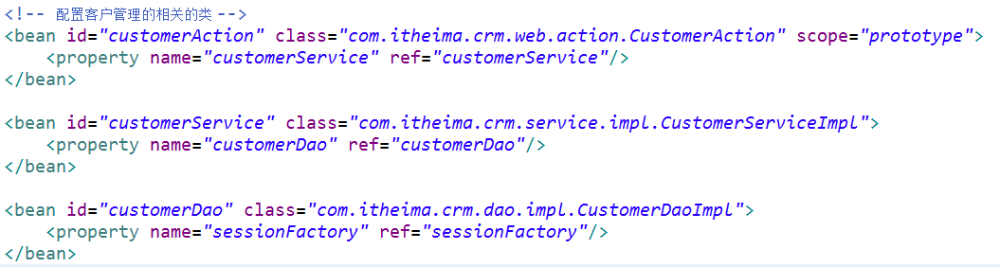 <!-- 配置客户管理的相关的类 -->
<bean id="customerAction" class="com.itheima.crm.web.action.CustomerAction" scope="prototype">
    <property name="customerService" ref="customerService"/>
</bean>
<bean id="customerService" class="com.itheima.crm.service.impl.CustomerServiceImpl">
    <property name="customerDao" ref="customerDao"/>
</bean>
<bean id="customerDao" class="com.itheima.crm.dao.impl.CustomerDaoImpl">
    <property name="sessionFactory" ref="sessionFactory"/>
</bean>